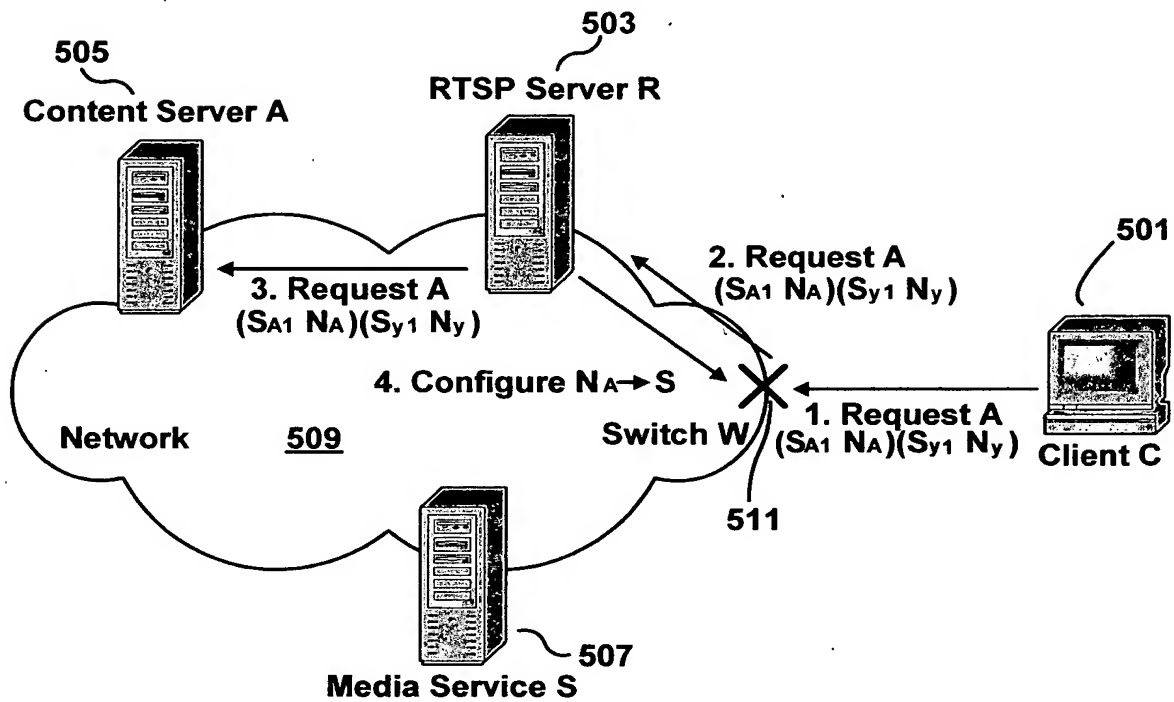 503
505
RTSP Server R
Content Server A
501
2. Request A
(SA1 NA)(Sy1 Ny)
3. Request A
(SA1 NA)(Sy1 Ny)
4. Configure NA→S
1. Request A
(SA1 NA)(Sy1 Ny)
Network
509
Switch W
Client C
511
507
Media Service S